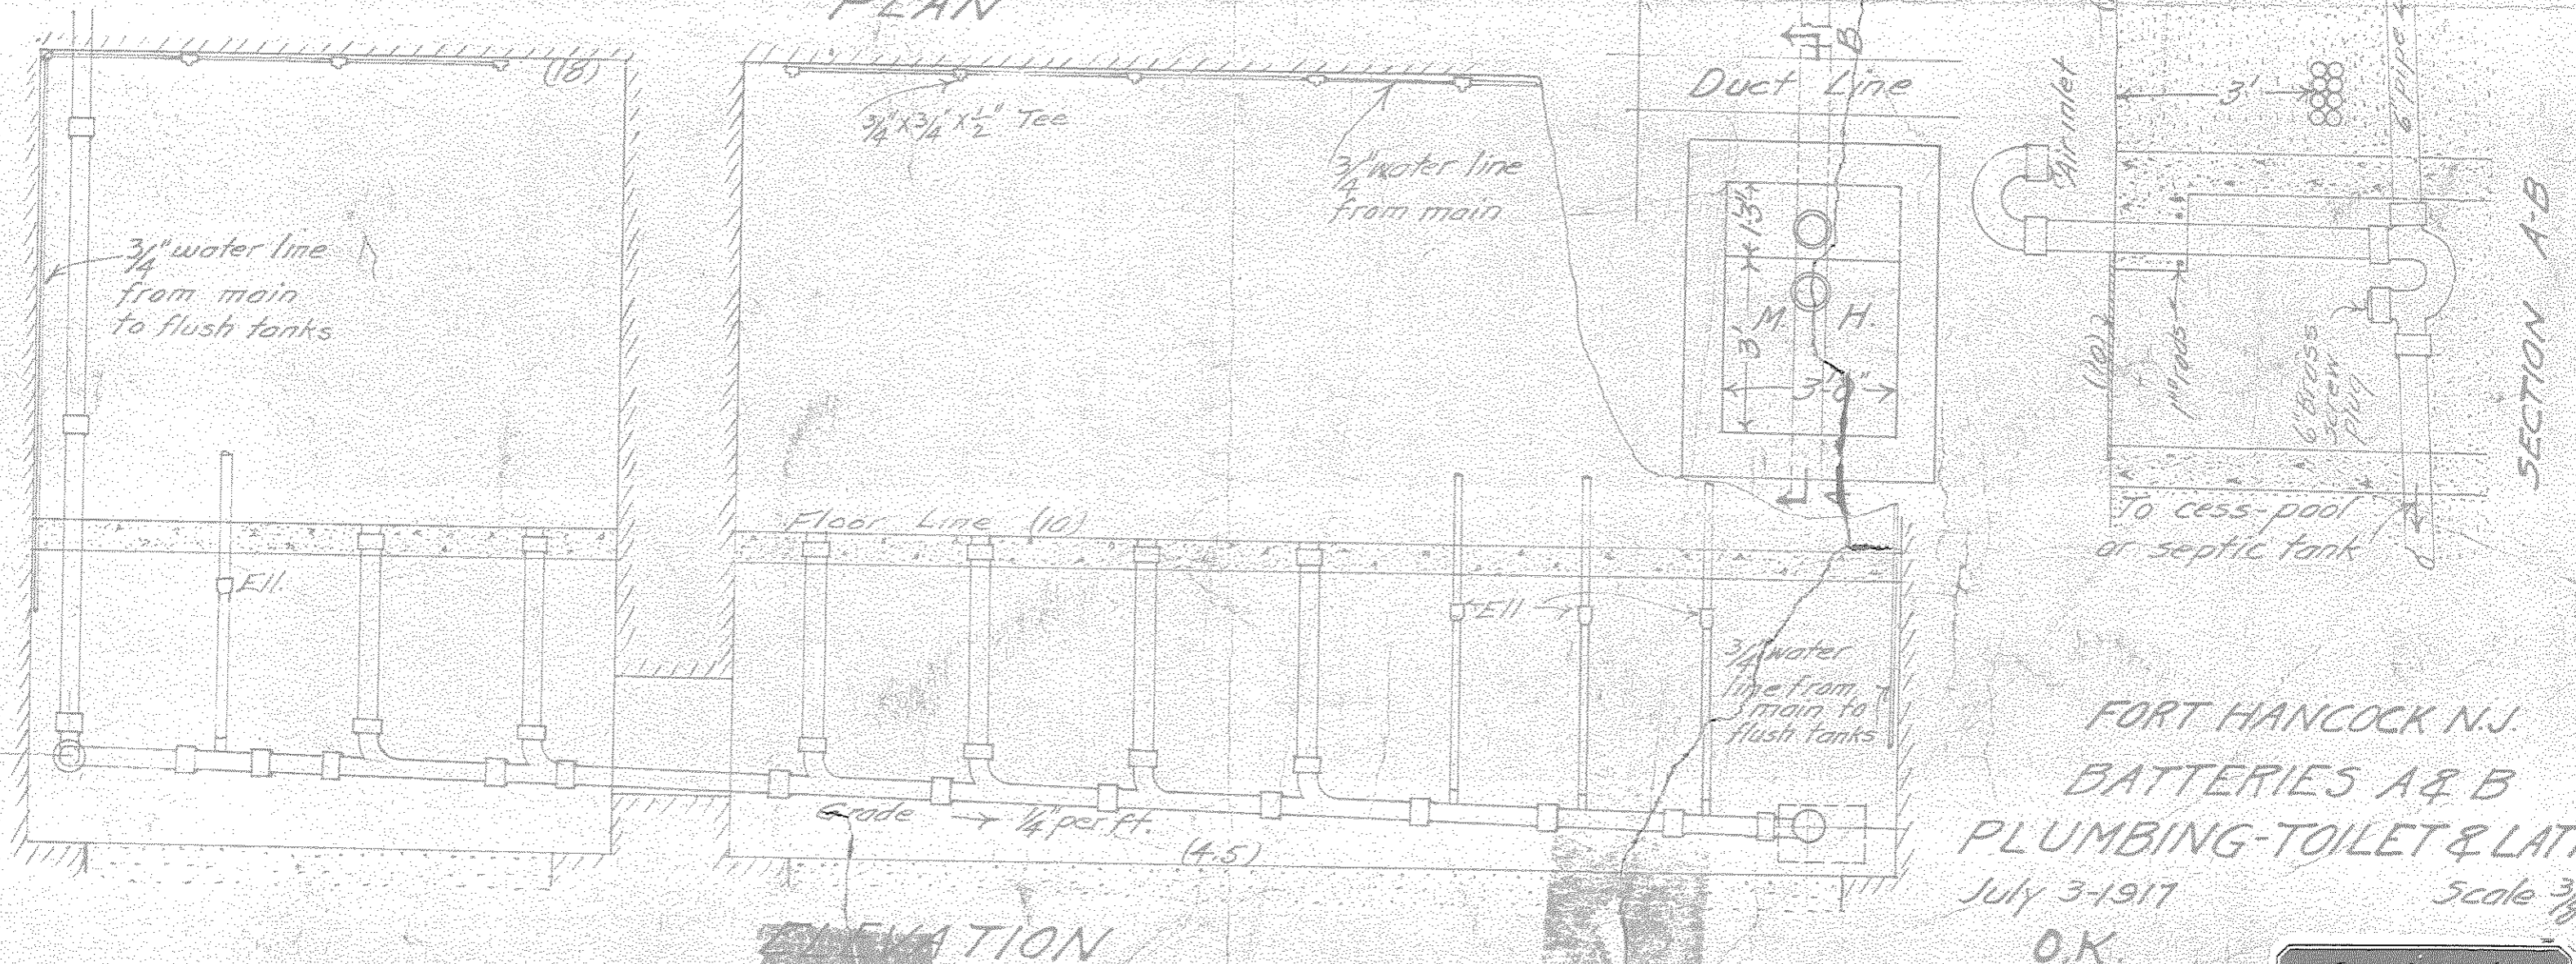 PLAN
(18)
3/4" X 3/4" X 1/2" Tee
3/4" water line
from main
3/4" water line
from main
to flush tanks
Duct Line
B
13"
M. H.
3'
3'-6"
A
Air inlet
3'
6" pipe
(10)
1" rods
6" Brass
screw
plug
SECTION A-B
To cess-pool
or septic tank
Floor Line (10)
Ell.
Ell
3/4" water
line from
main to
flush tanks
Grade → 1/4" per ft.
(4.5)
ELEVATION
FORT HANCOCK N.J.
BATTERIES A & B
PLUMBING-TOILET &
July 3-1917
Scale
O.K.